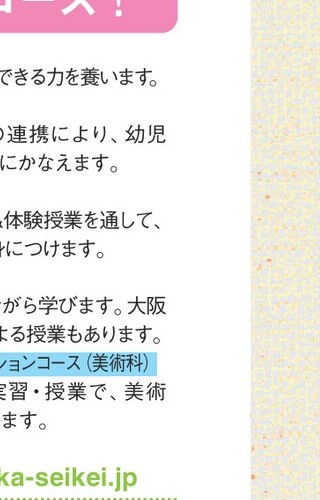 コース！
できる力を養います。
の連携により、幼児
にかなえます。
体験授業を通して、
身につけます。
がら学びます。大阪
よる授業もあります。
ションコース（美術科）
実習・授業で、美術
ます。
ka-seikei.jp